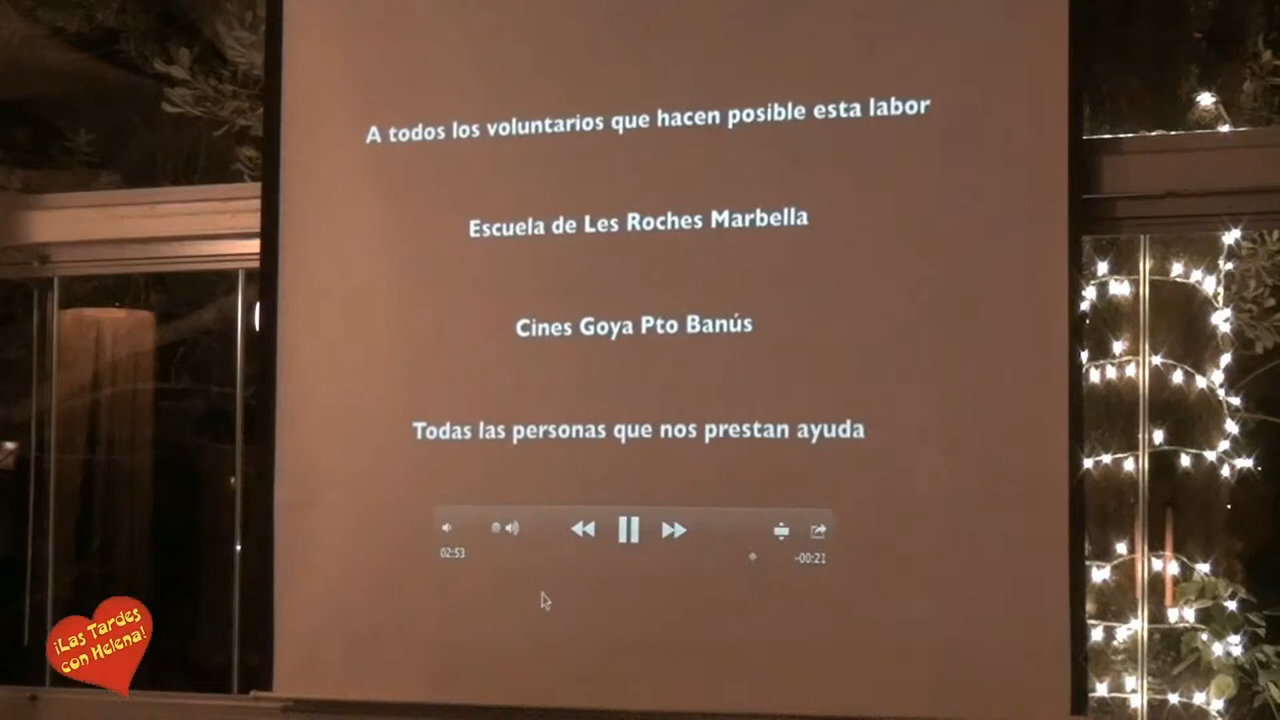 A todos los voluntarios que hacen posible esta labor
Escuela de Les Roches Marbella
Cines Goya Pto Banús
Todas las personas que nos prestan ayuda
02:53
-00:21
¡Las Tardes
con Helena!